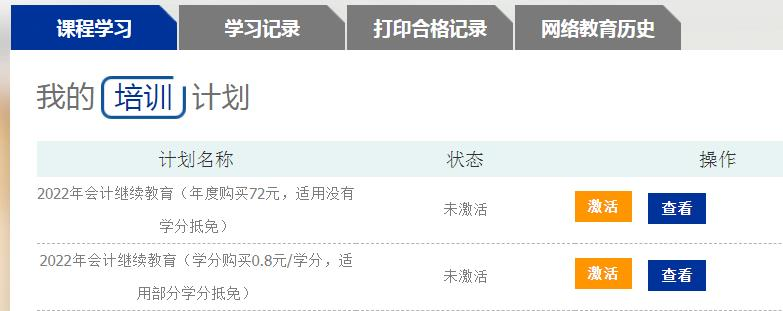 课程学习 学习记录 打印合格记录 网络教育历史
我的 培训 计划
计划名称 状态 操作
2022年会计继续教育（年度购买72元，适用没有
学分抵免）
未激活 激活 查看
2022年会计继续教育（学分购买0.8元/学分，适
用部分学分抵免）
未激活 激活 查看